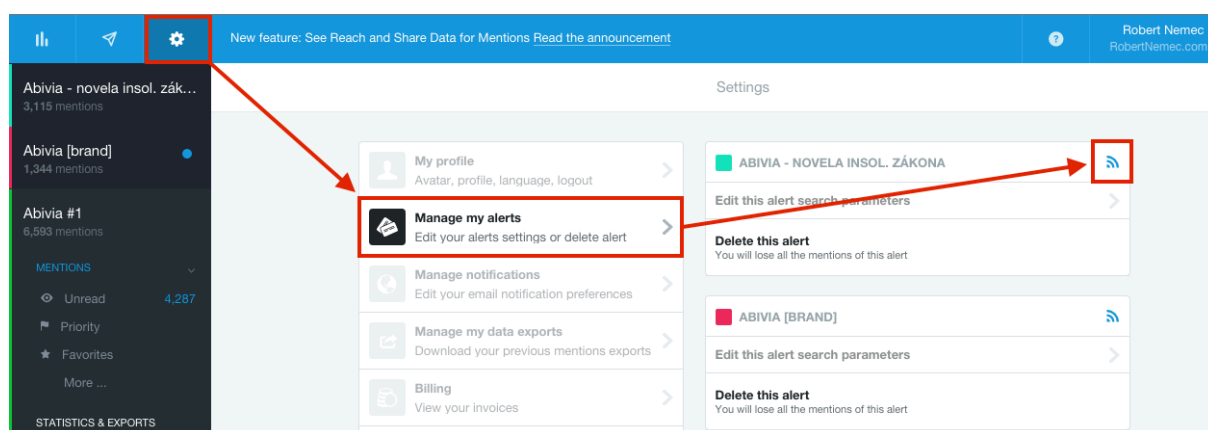 New feature: See Reach and Share Data for Mentions Read the announcement
?
Robert Nemec
RobertNemec.com
Abivia - novela insol. zák...
3,115 mentions
Abivia [brand]
1,344 mentions
Abivia #1
6,593 mentions
MENTIONS
Unread 4,287
Priority
Favorites
More ...
STATISTICS & EXPORTS
Settings
My profile
Avatar, profile, language, logout
Manage my alerts
Edit your alerts settings or delete alert
Manage notifications
Edit your email notification preferences
Manage my data exports
Download your previous mentions exports
Billing
View your invoices
ABIVIA - NOVELA INSOL. ZÁKONA
Edit this alert search parameters
Delete this alert
You will lose all the mentions of this alert
ABIVIA [BRAND]
Edit this alert search parameters
Delete this alert
You will lose all the mentions of this alert